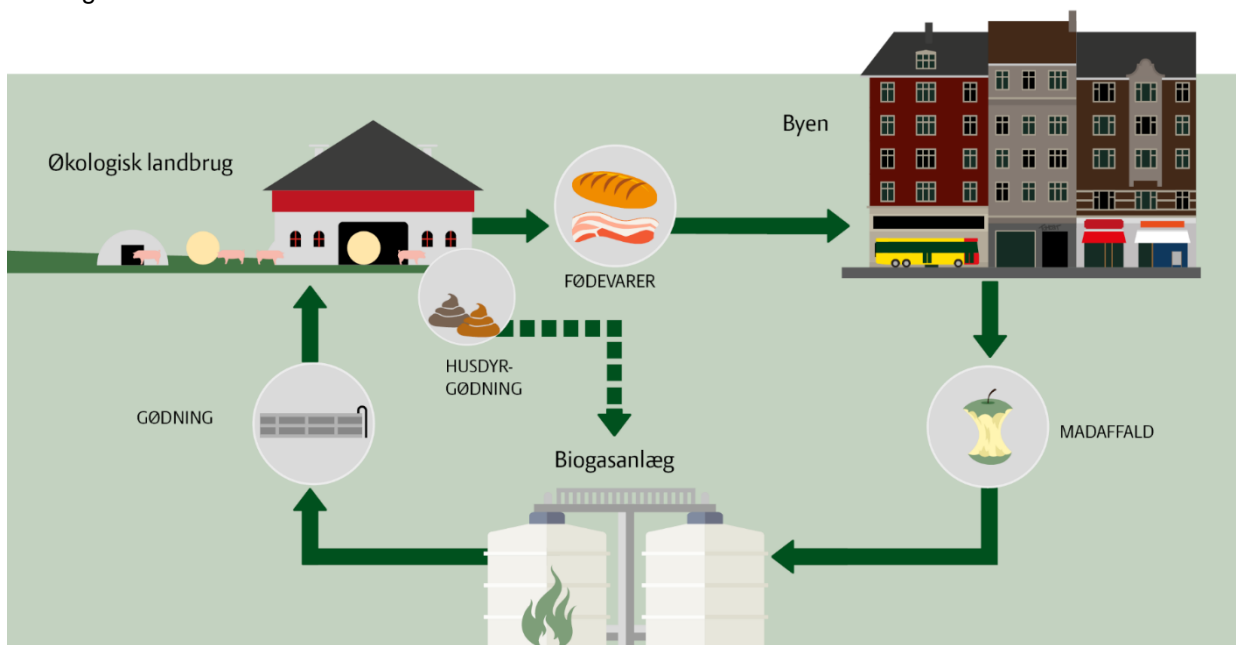 Byen
Økologisk landbrug
FØDEVARER
HUSDYR-
GØDNING
GØDNING
MADAFFALD
Biogasanlæg